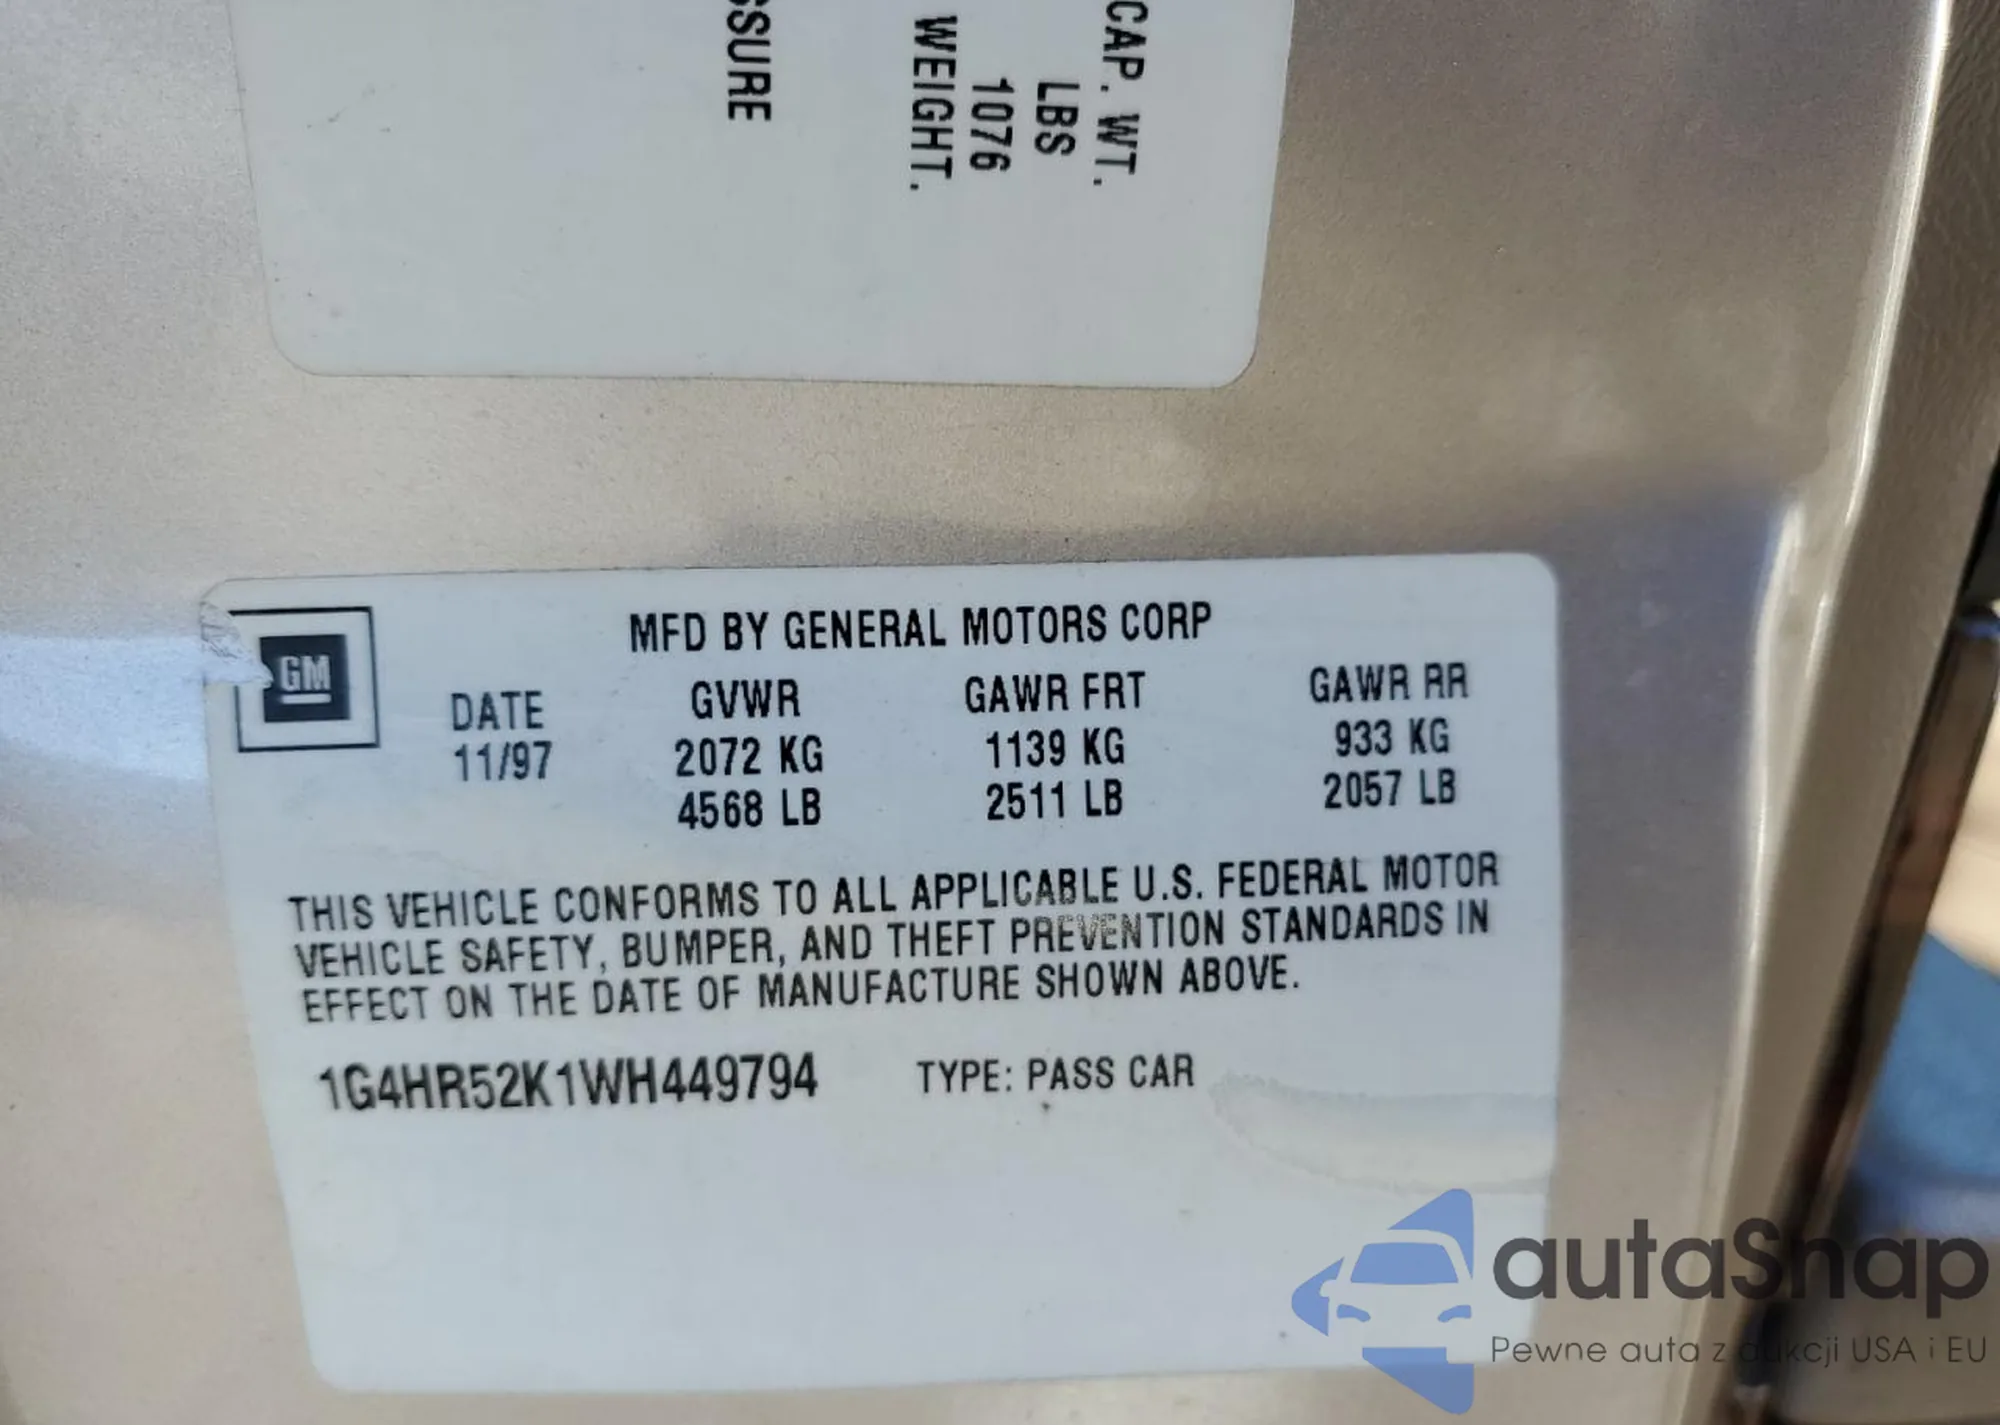 SSURE
CAP. WT.
LBS
1076
WEIGHT.
GM
MFD BY GENERAL MOTORS CORP
DATE GVWR GAWR FRT GAWR RR
11/97 2072 KG 1139 KG 933 KG
4568 LB 2511 LB 2057 LB
THIS VEHICLE CONFORMS TO ALL APPLICABLE U.S. FEDERAL MOTOR
VEHICLE SAFETY, BUMPER, AND THEFT PREVENTION STANDARDS IN
EFFECT ON THE DATE OF MANUFACTURE SHOWN ABOVE.
1G4HR52K1WH449794 TYPE: PASS CAR
autaSnap
Pewne auta z aukcji USA i EU